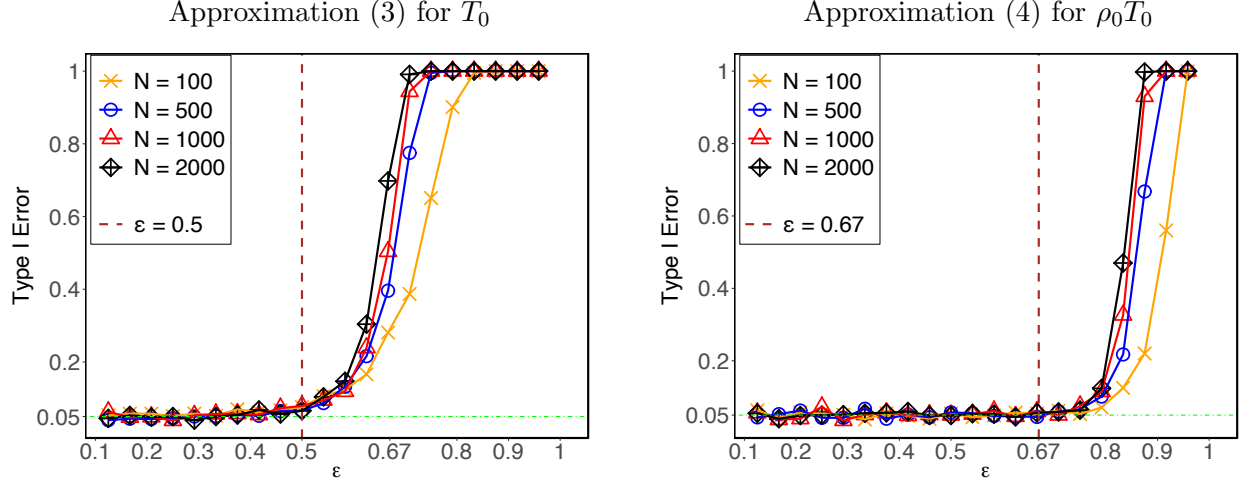 Approximation (3) for T₀
Type I Error
1
0.8
0.6
0.4
0.2
0.05
N = 100
N = 500
N = 1000
N = 2000
ε = 0.5
0.1 0.2 0.3 0.4 0.5 0.67 0.8 0.9 1
ε
Approximation (4) for ρ₀T₀
Type I Error
1
0.8
0.6
0.4
0.2
0.05
N = 100
N = 500
N = 1000
N = 2000
ε = 0.67
0.1 0.2 0.3 0.4 0.5 0.67 0.8 0.9 1
ε